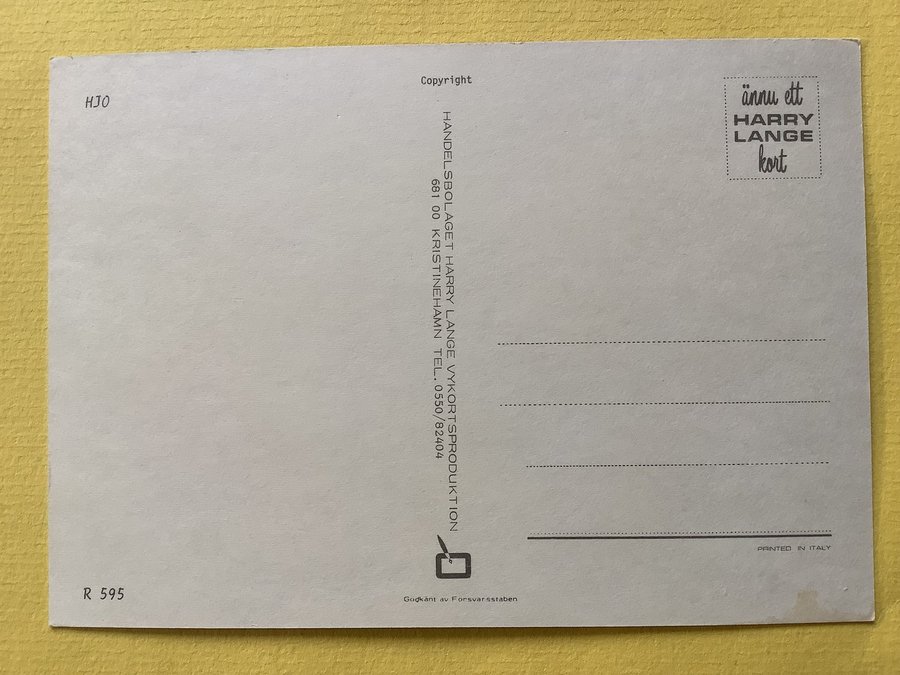 HJO
Copyright
ännu ett
HARRY
LANGE
kort
HANDELSBOLAGET HARRY LANGE VYKORTSPRODUKTION
681 00 KRISTINEHAMN TEL. 0550/82404
PRINTED IN ITALY
R 595
Godkänt av Försvarsstaben